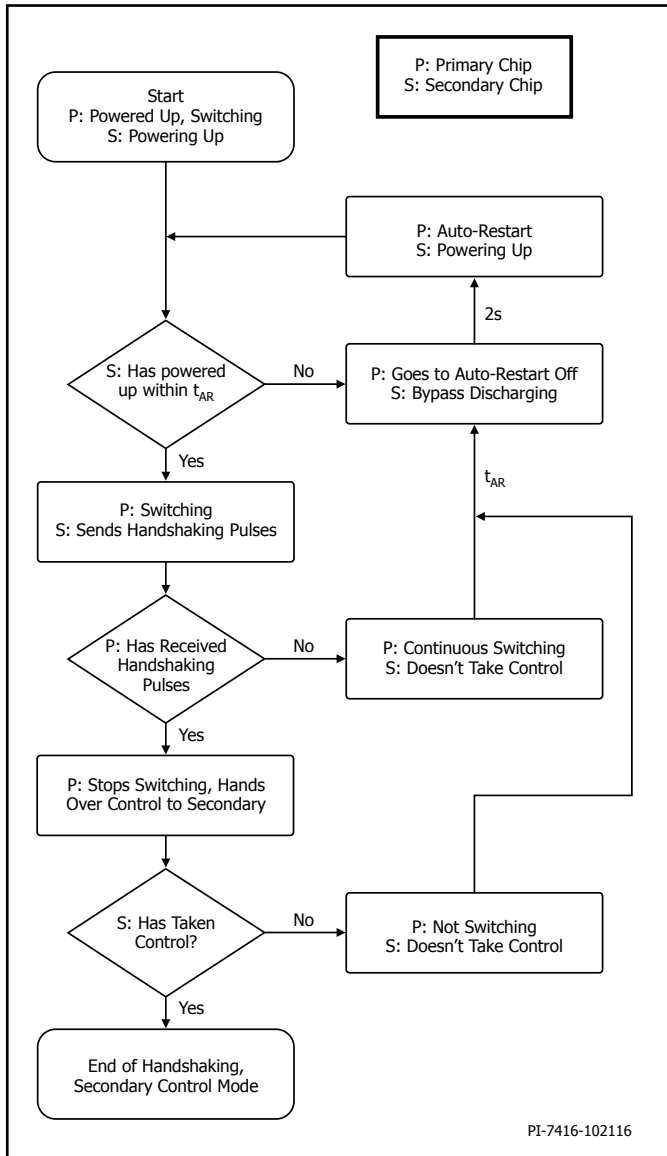 P: Primary Chip
S: Secondary Chip
Start
P: Powered Up, Switching
S: Powering Up
P: Auto-Restart
S: Powering Up
2s
S: Has powered
up within tAR
No
P: Goes to Auto-Restart Off
S: Bypass Discharging
Yes
tAR
P: Switching
S: Sends Handshaking Pulses
P: Has Received
Handshaking
Pulses
No
P: Continuous Switching
S: Doesn’t Take Control
Yes
P: Stops Switching, Hands
Over Control to Secondary
S: Has Taken
Control?
No
P: Not Switching
S: Doesn’t Take Control
Yes
End of Handshaking,
Secondary Control Mode
PI-7416-102116